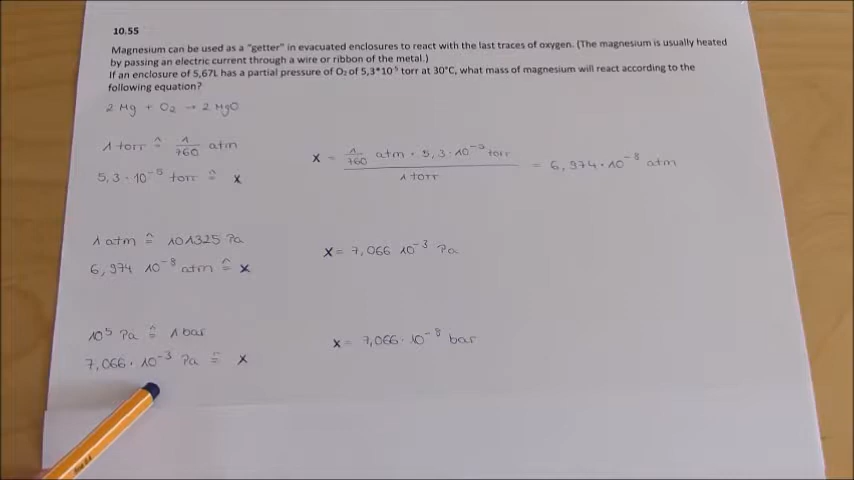 10.55
Magnesium can be used as a "getter" in evacuated enclosures to react with the last traces of oxygen. (The magnesium is usually heated
by passing an electric current through a wire or ribbon of the metal.)
If an enclosure of 5,67L has a partial pressure of O₂ of 5,3*10⁻⁵ torr at 30°C, what mass of magnesium will react according to the
following equation?
2 Mg + O₂ → 2 MgO
1 torr ≙ 1/760 atm
5,3 · 10⁻⁵ torr ≙ x
x = (1/760 atm · 5,3 · 10⁻⁵ torr) / (1 torr) = 6,974 · 10⁻⁸ atm
1 atm ≙ 101325 Pa
6,974 10⁻⁸ atm ≙ x
x = 7,066 10⁻³ Pa
10⁵ Pa ≙ 1 bar
7,066 · 10⁻³ Pa ≙ x
x = 7,066 · 10⁻⁸ bar